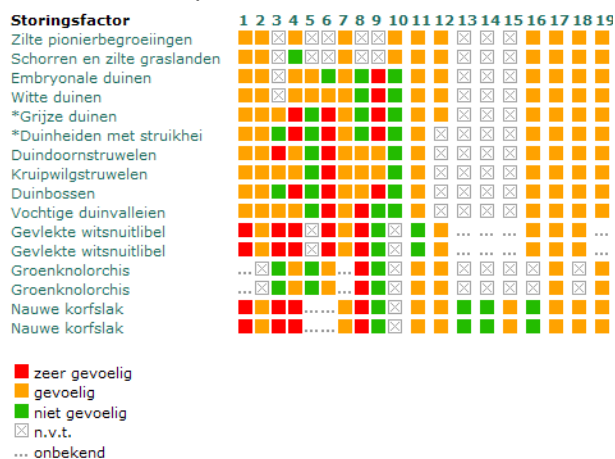 Storingsfactor 1 2 3 4 5 6 7 8 9 10 11 12 13 14 15 16 17 18 19
Zilte pionierbegroeiingen
Schorren en zilte graslanden
Embryonale duinen
Witte duinen
*Grijze duinen
*Duinheiden met struikhei
Duindoornstruwelen
Kruipwilgstruwelen
Duinbossen
Vochtige duinvalleien
Gevlekte witsnuitlibel ... ... ... ...
Gevlekte witsnuitlibel ... ... ... ...
Groenknolorchis ... ...
Groenknolorchis ... ...
Nauwe korfslak ... ...
Nauwe korfslak ... ...
zeer gevoelig
gevoelig
niet gevoelig
n.v.t.
... onbekend